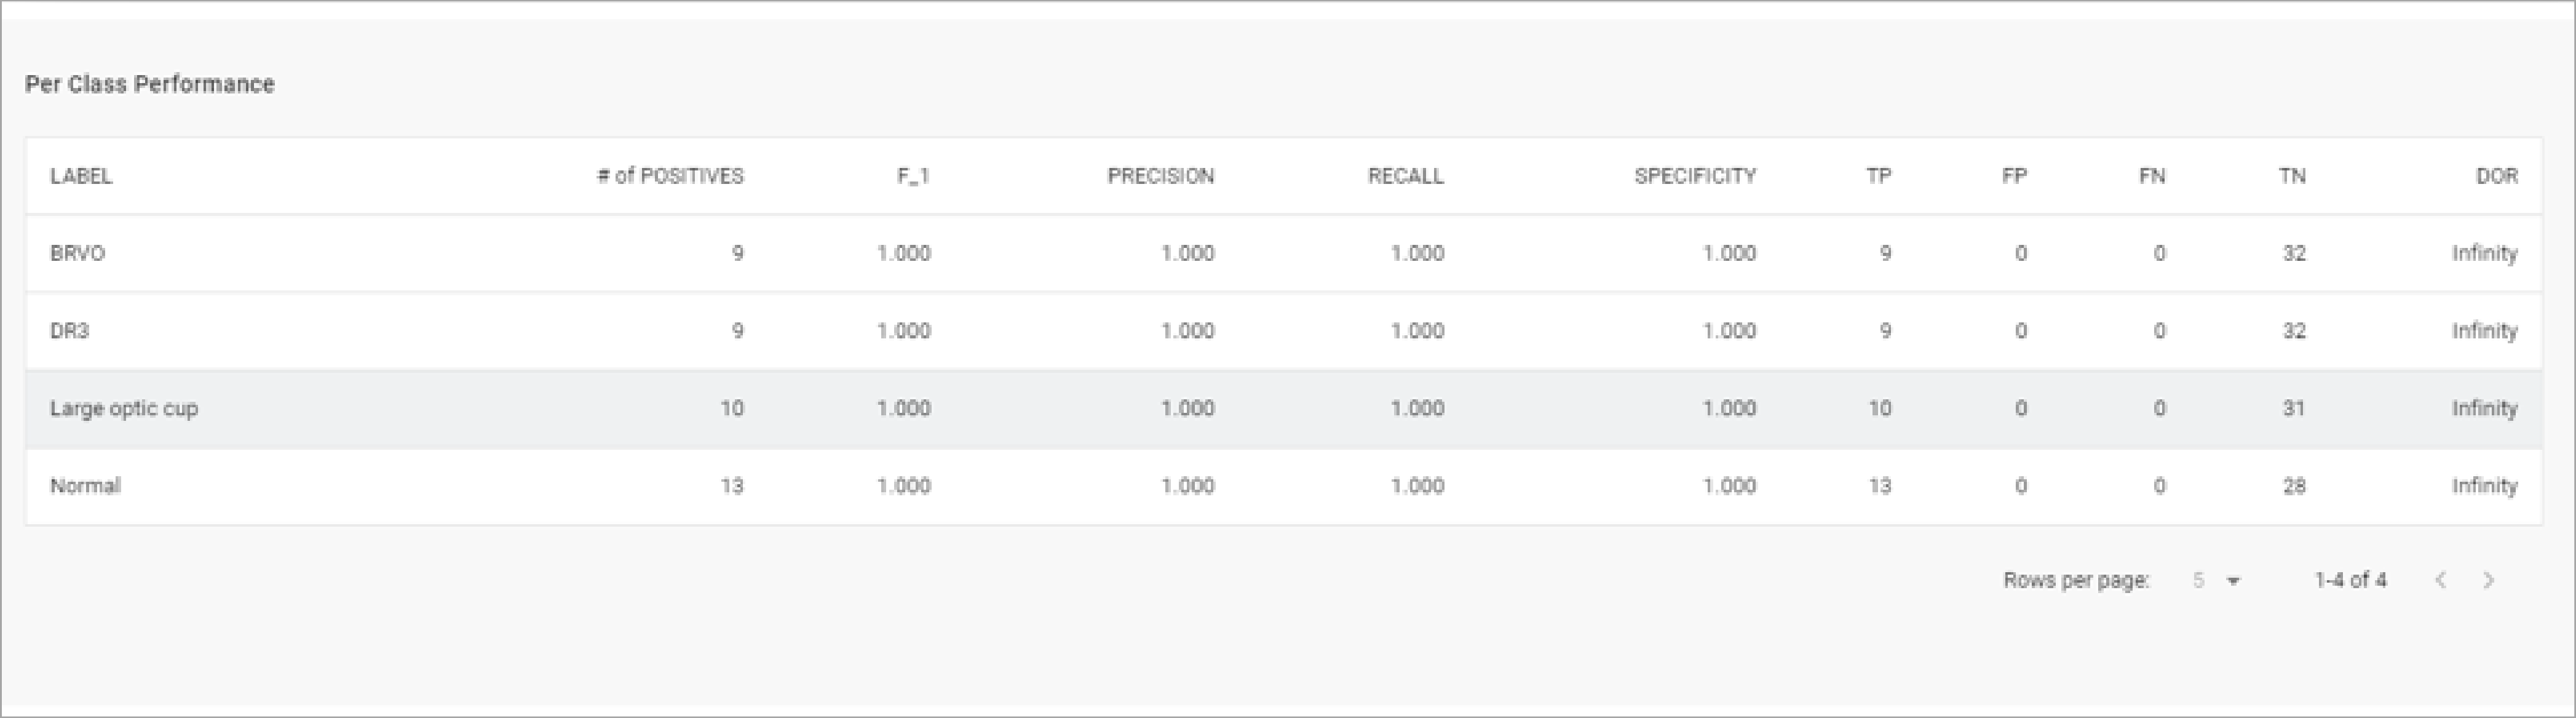 Per Class Performance
LABEL # of POSITIVES F_1 PRECISION RECALL SPECIFICITY TP FP FN TN DOR
BRVO 9 1.000 1.000 1.000 1.000 9 0 0 32 Infinity
DR3 9 1.000 1.000 1.000 1.000 9 0 0 32 Infinity
Large optic cup 10 1.000 1.000 1.000 1.000 10 0 0 31 Infinity
Normal 13 1.000 1.000 1.000 1.000 13 0 0 28 Infinity
Rows per page: 5 1-4 of 4